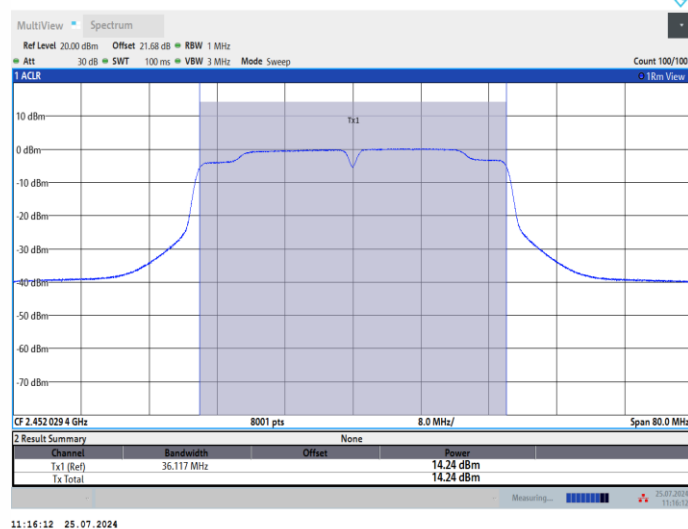 MultiView Spectrum
Ref Level 20.00 dBm Offset 21.68 dB RBW 1 MHz
Att 30 dB SWT 100 ms VBW 3 MHz Mode Sweep Count 100/100
1 ACLR 1Rm View
Tx1
10 dBm
0 dBm
-10 dBm
-20 dBm
-30 dBm
-40 dBm
-50 dBm
-60 dBm
-70 dBm
CF 2.452 029 4 GHz 8001 pts 8.0 MHz/ Span 80.0 MHz
2 Result Summary None
Channel Bandwidth Offset Power
Tx1 (Ref) 36.117 MHz 14.24 dBm
Tx Total 14.24 dBm
Measuring... 25.07.2024
11:16:12
11:16:12 25.07.2024